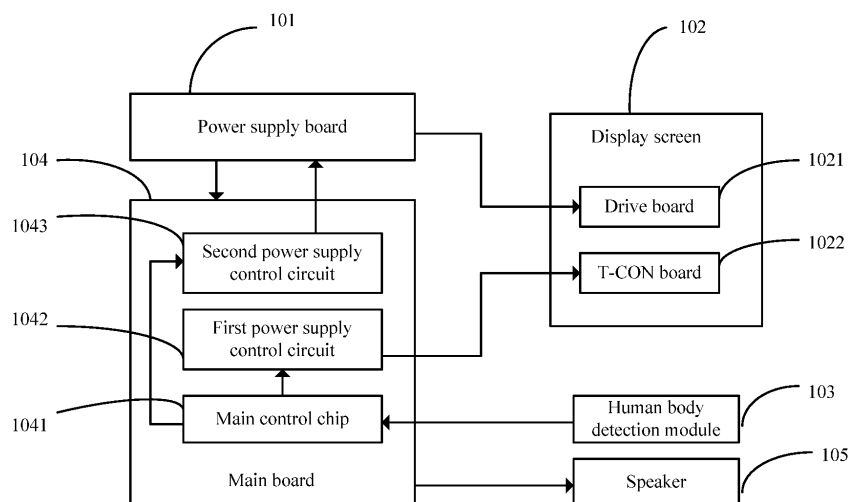 101
102
Power supply board
Display screen
104
1021
Drive board
1043
Second power supply
control circuit
1022
T-CON board
1042
First power supply
control circuit
103
Human body
detection module
1041
Main control chip
105
Main board
Speaker